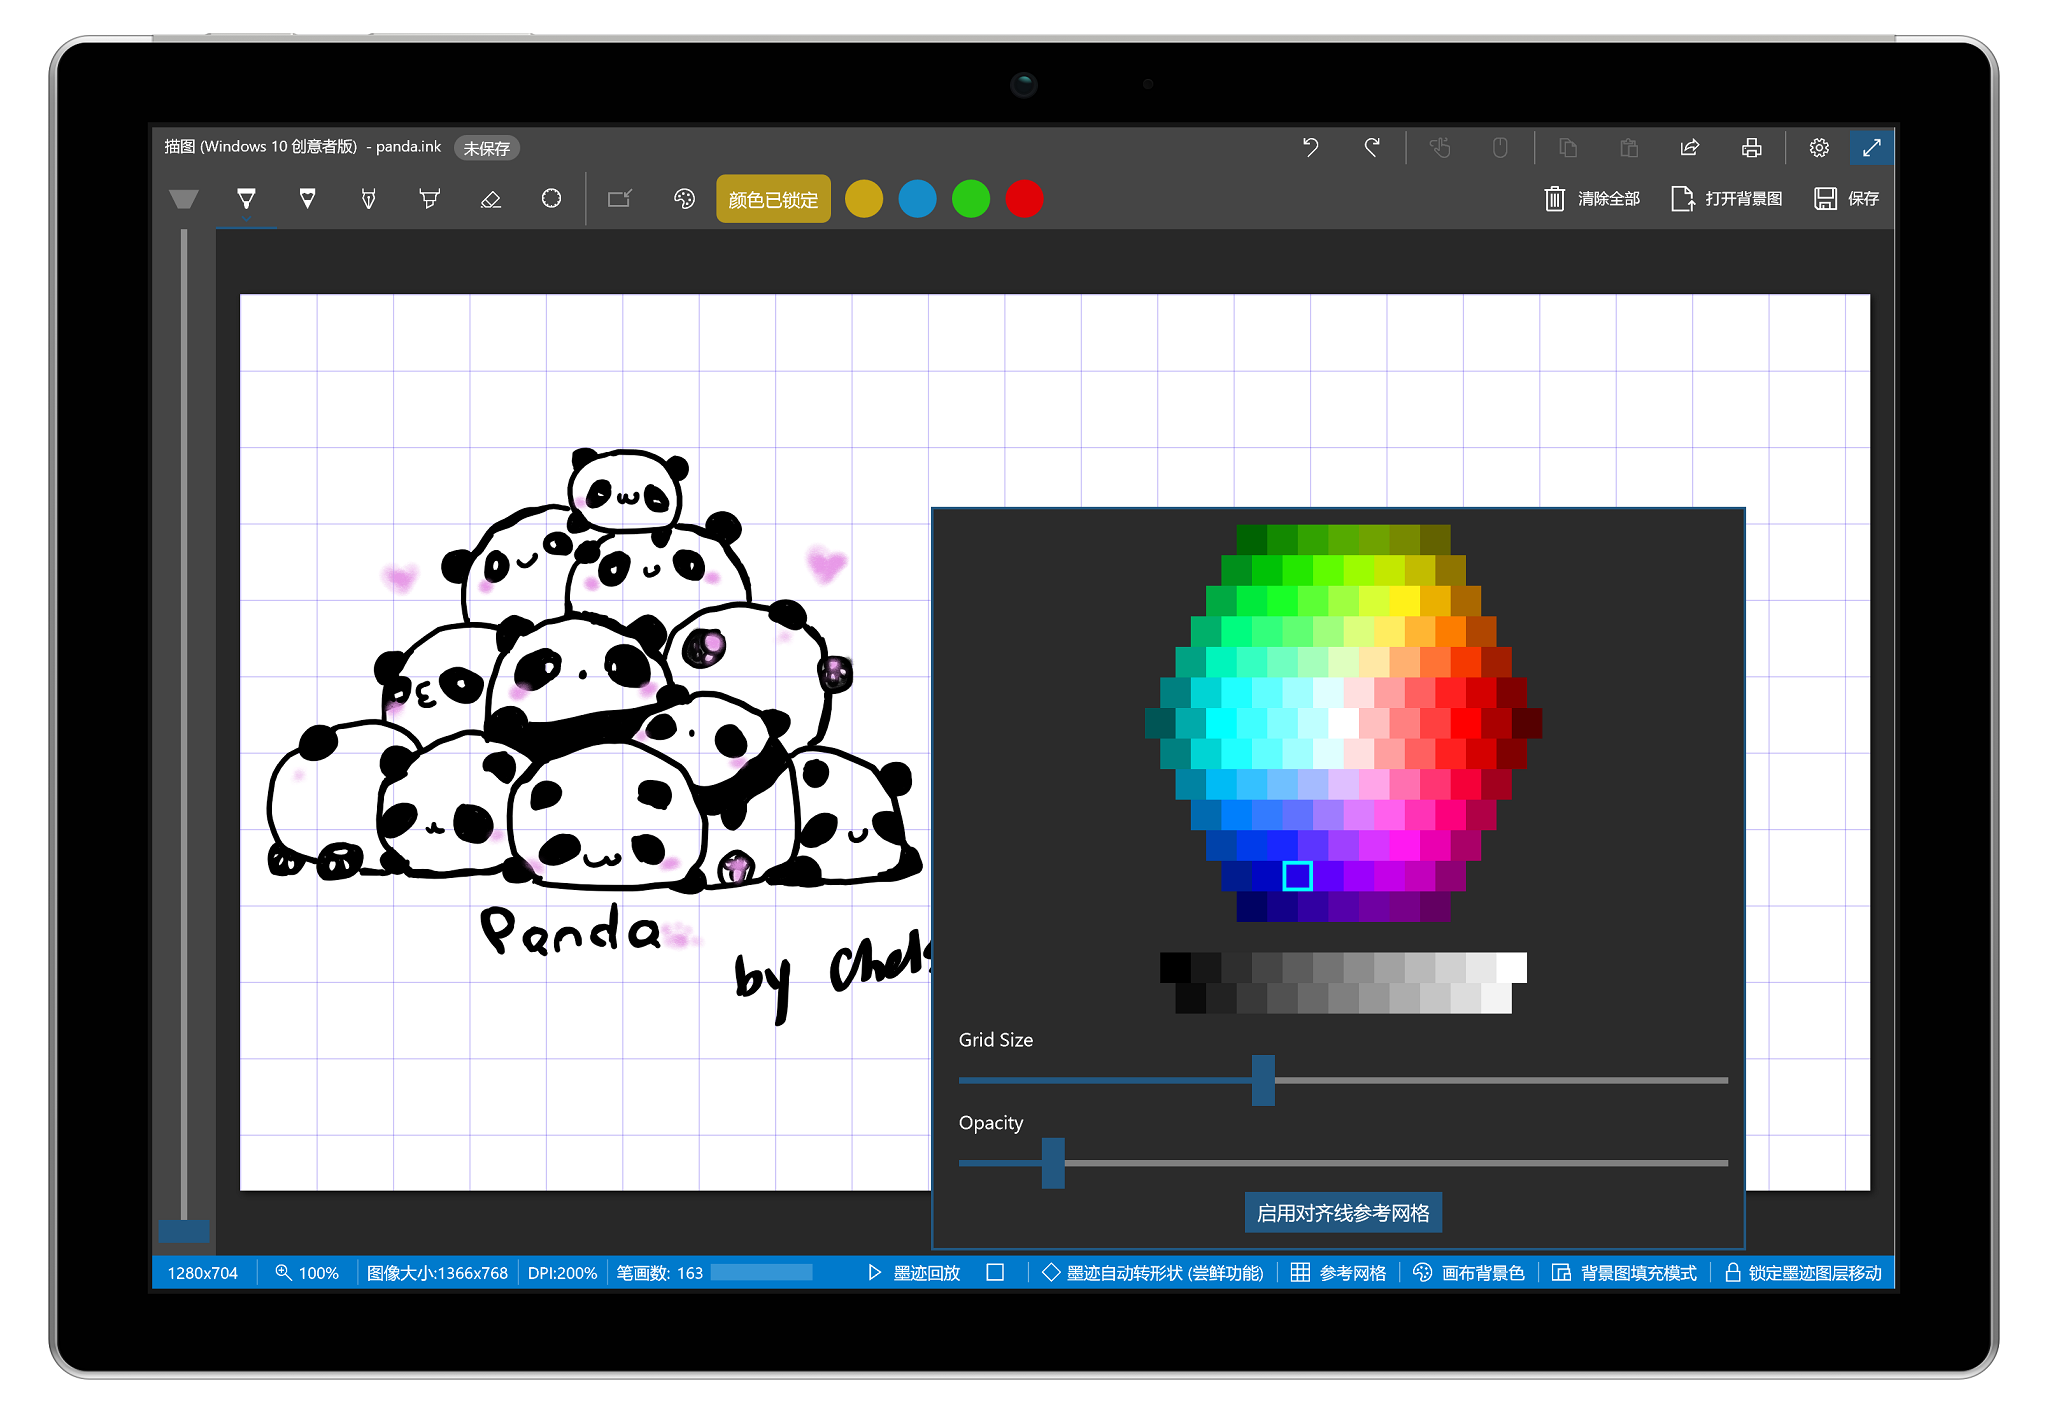 描图 (Windows 10 创意者版) - panda.ink 未保存
颜色已锁定 清除全部 打开背景图 保存
Panda
by
Grid Size
Opacity
启用对齐线参考网格
1280x704 100% 图像大小:1366x768 DPI:200% 笔画数: 163 墨迹回放 墨迹自动转形状 (尝鲜功能) 参考网格 画布背景色 背景图填充模式 锁定墨迹图层移动